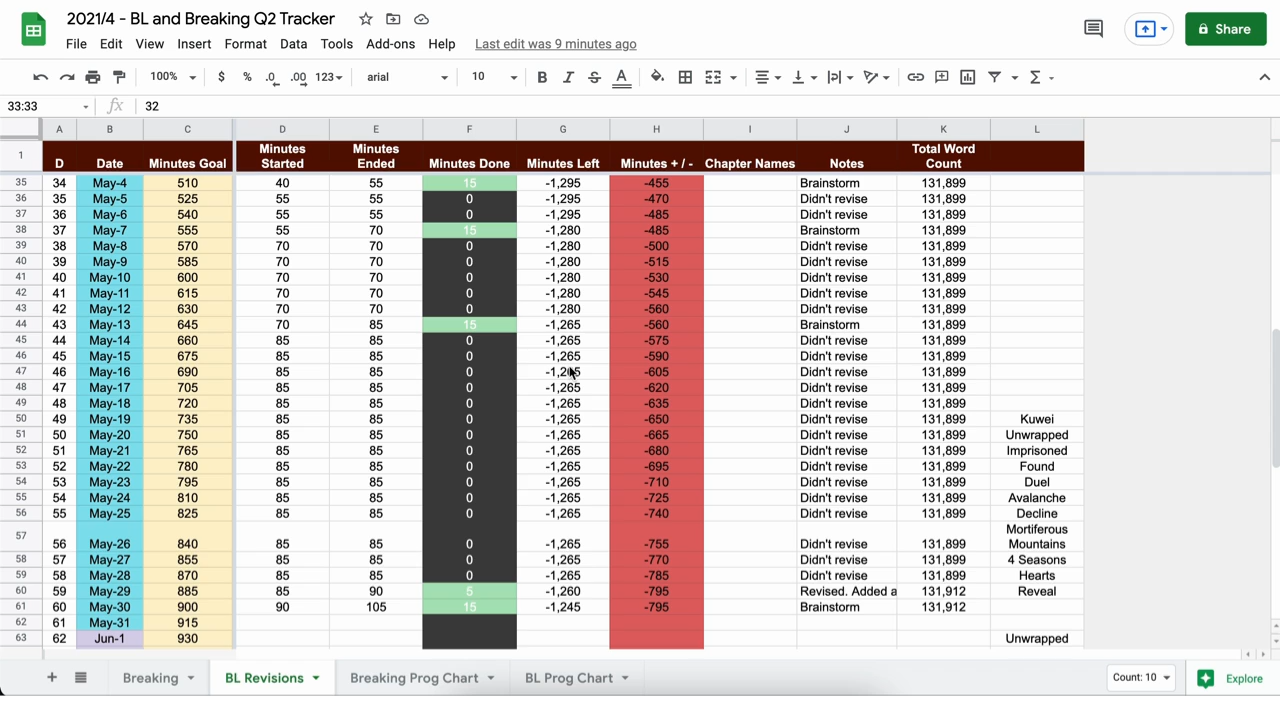 2021/4 - BL and Breaking Q2 Tracker
File Edit View Insert Format Data Tools Add-ons Help Last edit was 9 minutes ago
Share
100% $ % .0 .00 123 arial 10 B I S A
33:33 fx 32
A B C D E F G H I J K L
1 D Date Minutes Goal Minutes Started Minutes Ended Minutes Done Minutes Left Minutes + / - Chapter Names Notes Total Word Count
35 34 May-4 510 40 55 15 -1,295 -455 Brainstorm 131,899
36 35 May-5 525 55 55 0 -1,295 -470 Didn't revise 131,899
37 36 May-6 540 55 55 0 -1,295 -485 Didn't revise 131,899
38 37 May-7 555 55 70 15 -1,280 -485 Brainstorm 131,899
39 38 May-8 570 70 70 0 -1,280 -500 Didn't revise 131,899
40 39 May-9 585 70 70 0 -1,280 -515 Didn't revise 131,899
41 40 May-10 600 70 70 0 -1,280 -530 Didn't revise 131,899
42 41 May-11 615 70 70 0 -1,280 -545 Didn't revise 131,899
43 42 May-12 630 70 70 0 -1,280 -560 Didn't revise 131,899
44 43 May-13 645 70 85 15 -1,265 -560 Brainstorm 131,899
45 44 May-14 660 85 85 0 -1,265 -575 Didn't revise 131,899
46 45 May-15 675 85 85 0 -1,265 -590 Didn't revise 131,899
47 46 May-16 690 85 85 0 -1,265 -605 Didn't revise 131,899
48 47 May-17 705 85 85 0 -1,265 -620 Didn't revise 131,899
49 48 May-18 720 85 85 0 -1,265 -635 Didn't revise 131,899
50 49 May-19 735 85 85 0 -1,265 -650 Didn't revise 131,899 Kuwei
51 50 May-20 750 85 85 0 -1,265 -665 Didn't revise 131,899 Unwrapped
52 51 May-21 765 85 85 0 -1,265 -680 Didn't revise 131,899 Imprisoned
53 52 May-22 780 85 85 0 -1,265 -695 Didn't revise 131,899 Found
54 53 May-23 795 85 85 0 -1,265 -710 Didn't revise 131,899 Duel
55 54 May-24 810 85 85 0 -1,265 -725 Didn't revise 131,899 Avalanche
56 55 May-25 825 85 85 0 -1,265 -740 Didn't revise 131,899 Decline
57 56 May-26 840 85 85 0 -1,265 -755 Didn't revise 131,899 Mortiferous Mountains
58 57 May-27 855 85 85 0 -1,265 -770 Didn't revise 131,899 4 Seasons
59 58 May-28 870 85 85 0 -1,265 -785 Didn't revise 131,899 Hearts
60 59 May-29 885 85 90 5 -1,260 -795 Revised. Added a 131,912 Reveal
61 60 May-30 900 90 105 15 -1,245 -795 Brainstorm 131,912
62 61 May-31 915
63 62 Jun-1 930 Unwrapped
Breaking BL Revisions Breaking Prog Chart BL Prog Chart Count: 10 Explore